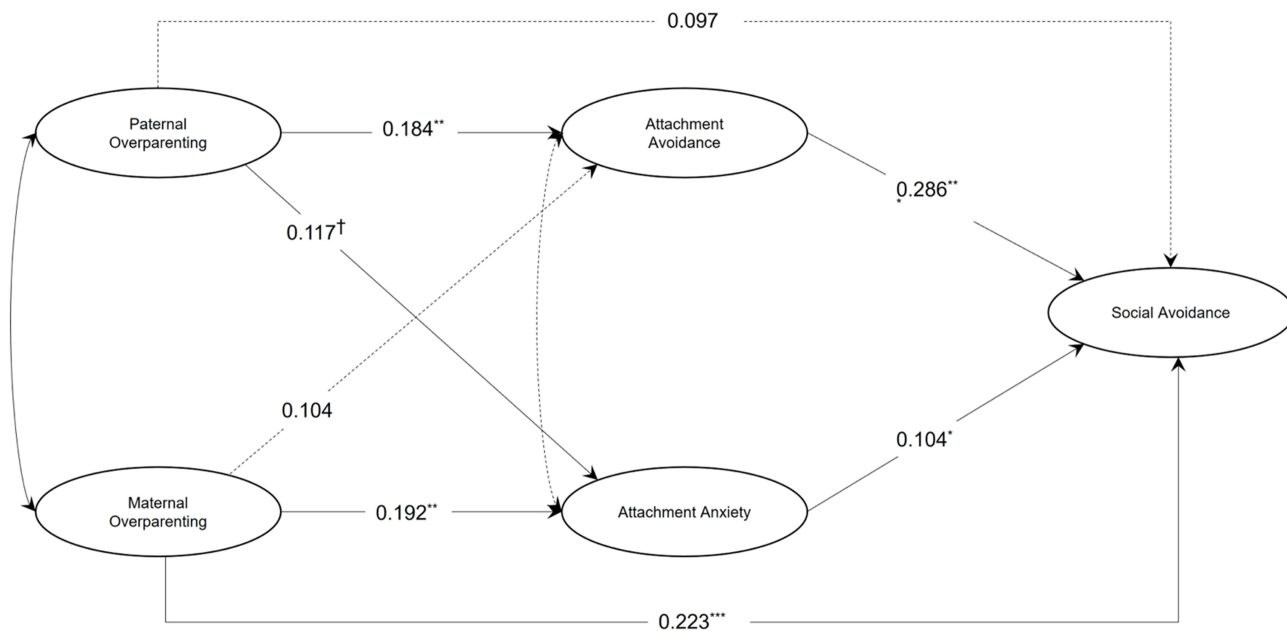 0.097
Paternal
Overparenting
0.184**
Attachment
Avoidance
0.286**
*
0.117†
Social Avoidance
0.104
0.104*
Maternal
Overparenting
0.192**
Attachment Anxiety
0.223***